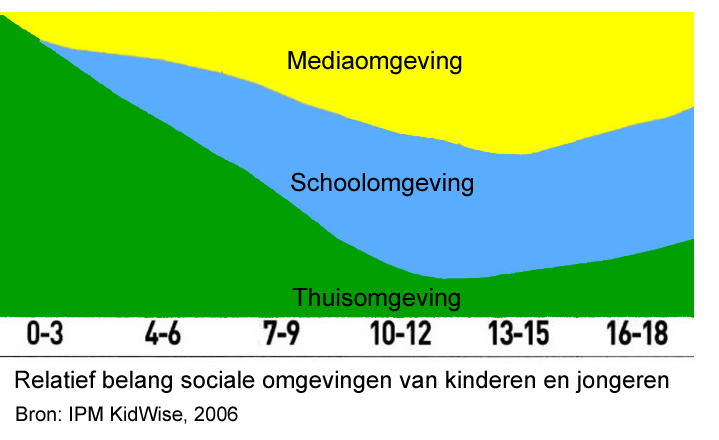 Mediaomgeving
Schoolomgeving
Thuisomgeving
0-3 4-6 7-9 10-12 13-15 16-18
Relatief belang sociale omgevingen van kinderen en jongeren
Bron: IPM KidWise, 2006